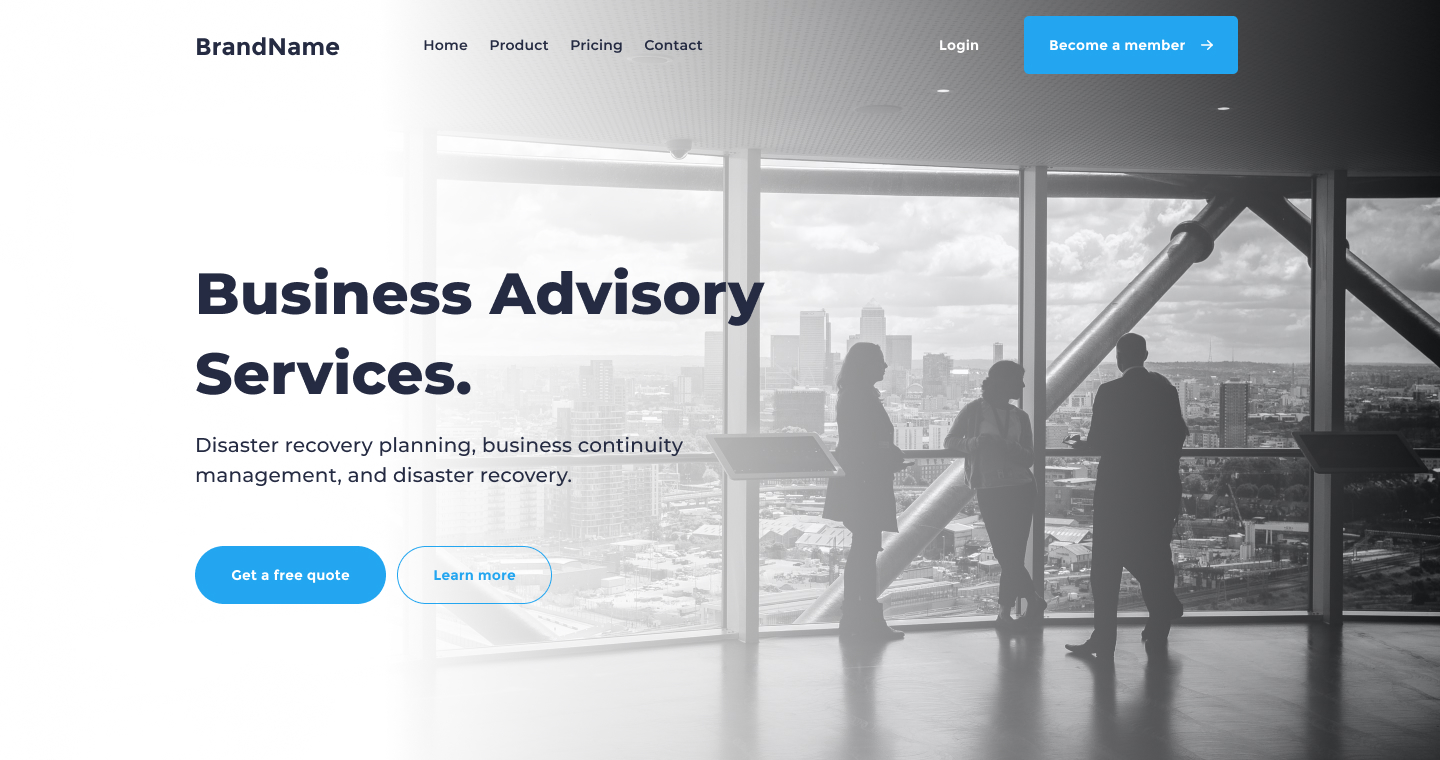 BrandName
Home Product Pricing Contact
Login
Become a member
Business Advisory
Services.
Disaster recovery planning, business continuity
management, and disaster recovery.
Get a free quote
Learn more